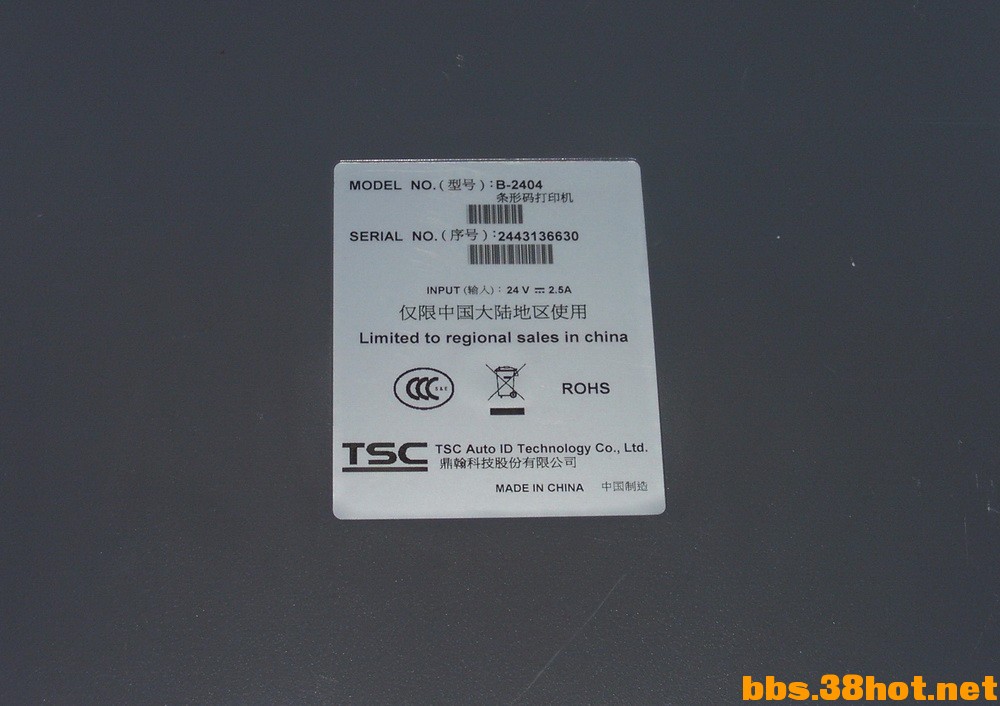 MODEL NO.(型号):B-2404
条形码打印机
SERIAL NO.(序号):2443136630
INPUT(输入): 24 V ⎓ 2.5A
仅限中国大陆地区使用
Limited to regional sales in china
CCC S&E
ROHS
TSC TSC Auto ID Technology Co., Ltd.
鼎翰科技股份有限公司
MADE IN CHINA 中国制造
bbs.38hot.net